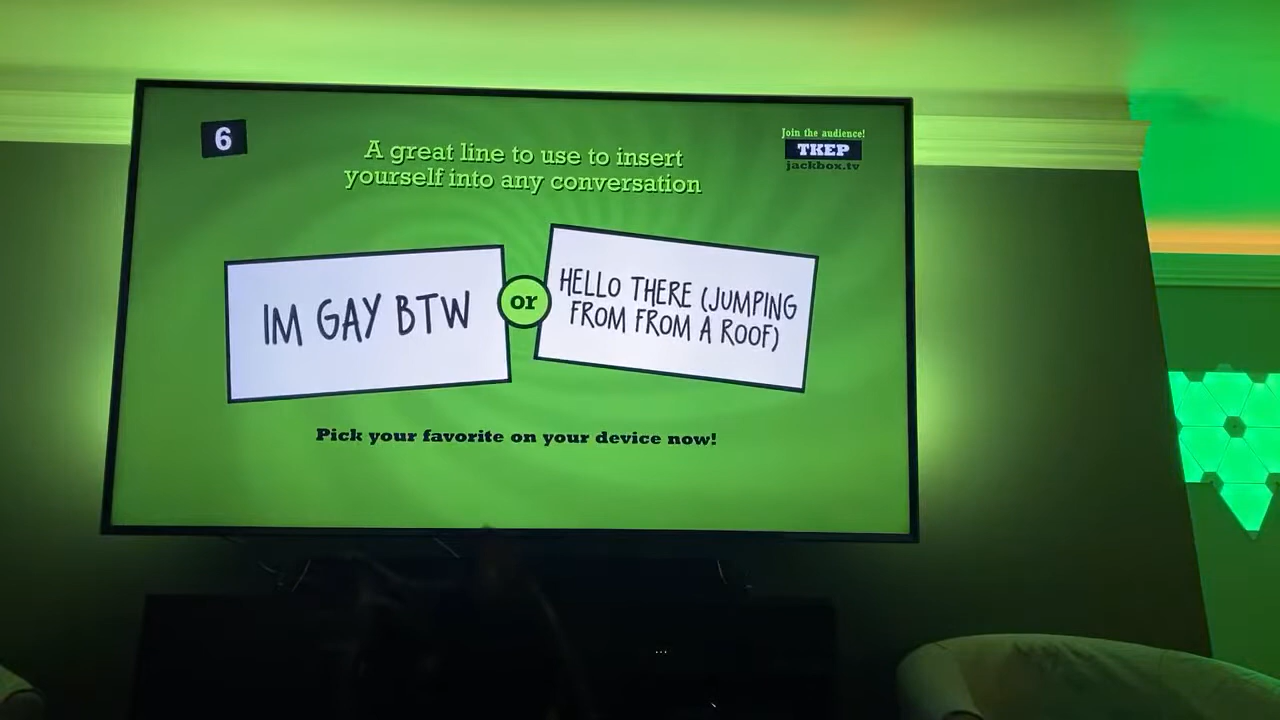 6
A great line to use to insert
yourself into any conversation
Join the audience!
TKEP
jackbox.tv
IM GAY BTW
or
HELLO THERE (JUMPING
FROM FROM A ROOF)
Pick your favorite on your device now!